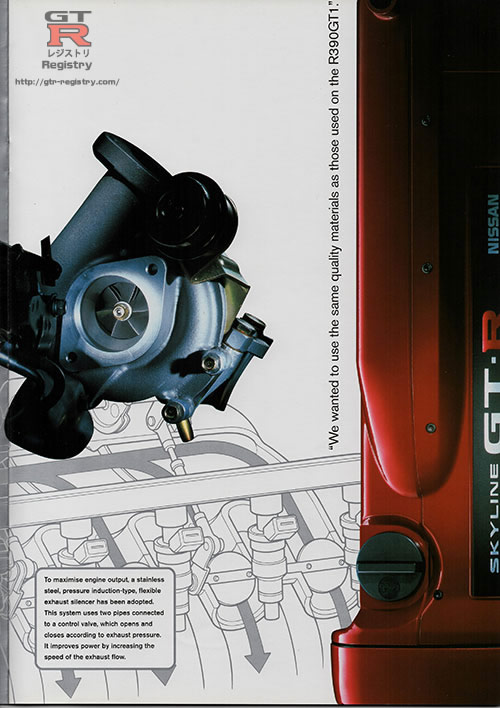 GT
R
レジストリ
Registry
http://gtr-registry.com/
"We wanted to use the same quality materials as those used on the R390GT1."
NISSAN
SKYLINE GT-R
To maximise engine output, a stainless
steel, pressure induction-type, flexible
exhaust silencer has been adopted.
This system uses two pipes connected
to a control valve, which opens and
closes according to exhaust pressure.
It improves power by increasing the
speed of the exhaust flow.